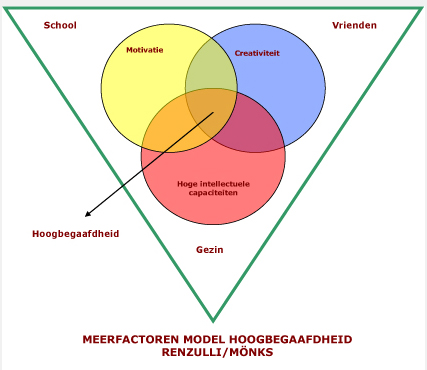 School
Vrienden
Motivatie
Creativiteit
Hoge intellectuele
capaciteiten
Hoogbegaafdheid
Gezin
MEERFACTOREN MODEL HOOGBEGAAFDHEID
RENZULLI/MÖNKS